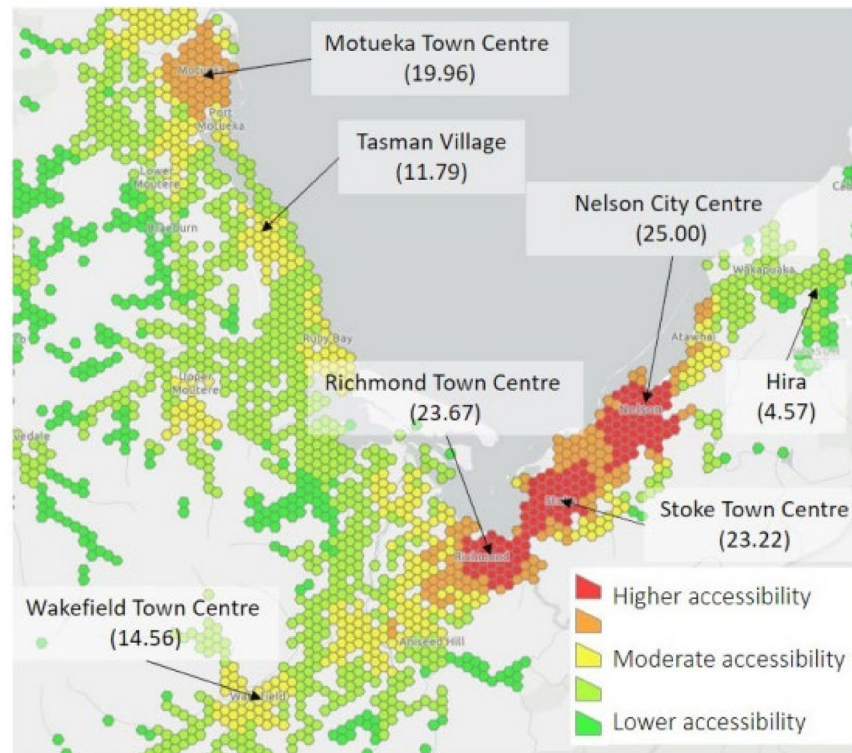 Motueka Town Centre
(19.96)
Motueka
Port
Motueka
Tasman Village
(11.79)
Lower
Moutere
Braeburn
Nelson City Centre
(25.00)
Wakapuaka
Ruby Bay
Atawhai
Upper
Moutere
Richmond Town Centre
(23.67)
Nelson
Hira
(4.57)
Stoke
Stoke Town Centre
(23.22)
Richmond
Wakefield Town Centre
(14.56)
Aniseed Hill
Wakefield
Higher accessibility
Moderate accessibility
Lower accessibility